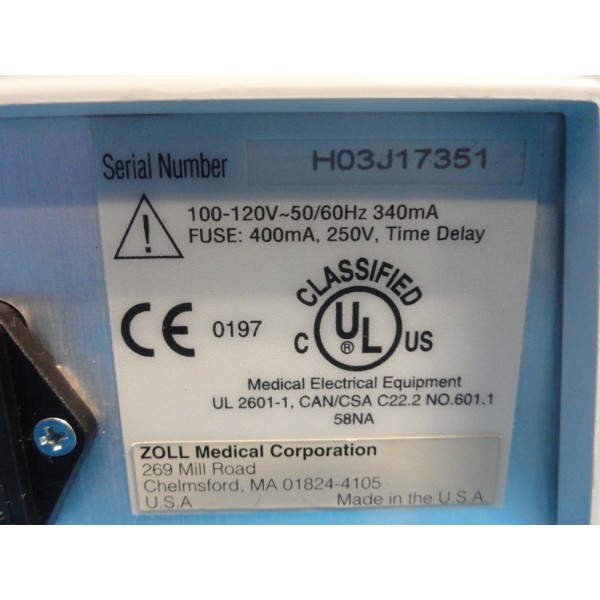 Serial Number H03J17351
100-120V~50/60Hz 340mA
FUSE: 400mA, 250V, Time Delay
CLASSIFIED
C UL® US
CE 0197
Medical Electrical Equipment
UL 2601-1, CAN/CSA C22.2 NO.601.1
58NA
ZOLL Medical Corporation
269 Mill Road
Chelmsford, MA 01824-4105
U.S.A Made in the U.S.A.